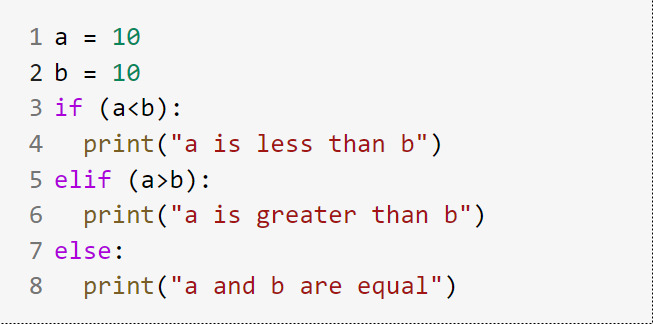 1 a = 10
2 b = 10
3 if (a<b):
4   print("a is less than b")
5 elif (a>b):
6   print("a is greater than b")
7 else:
8   print("a and b are equal")